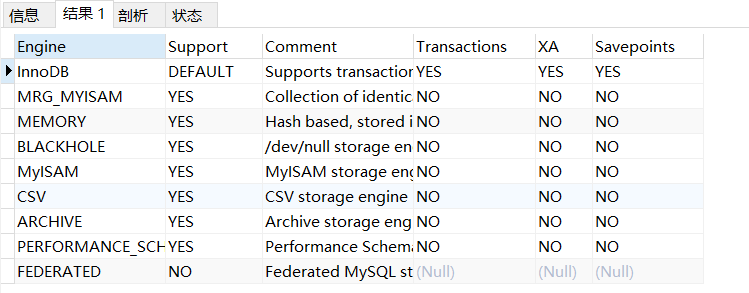 信息 结果 1 剖析 状态
Engine Support Comment Transactions XA Savepoints
InnoDB DEFAULT Supports transaction YES YES YES
MRG_MYISAM YES Collection of identica NO NO NO
MEMORY YES Hash based, stored i NO NO NO
BLACKHOLE YES /dev/null storage en NO NO NO
MyISAM YES MyISAM storage eng NO NO NO
CSV YES CSV storage engine NO NO NO
ARCHIVE YES Archive storage eng NO NO NO
PERFORMANCE_SCH YES Performance Schema NO NO NO
FEDERATED NO Federated MySQL st (Null) (Null) (Null)